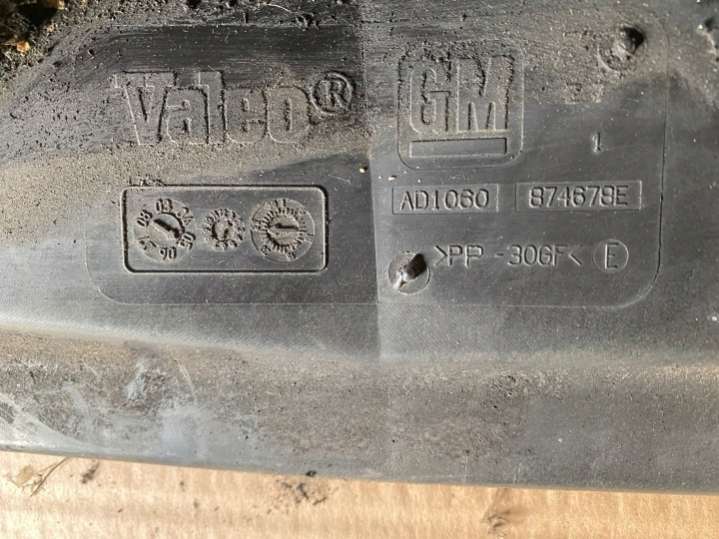 Valeo®
GM
1
AD1060 874678E
>PP -30GF< E